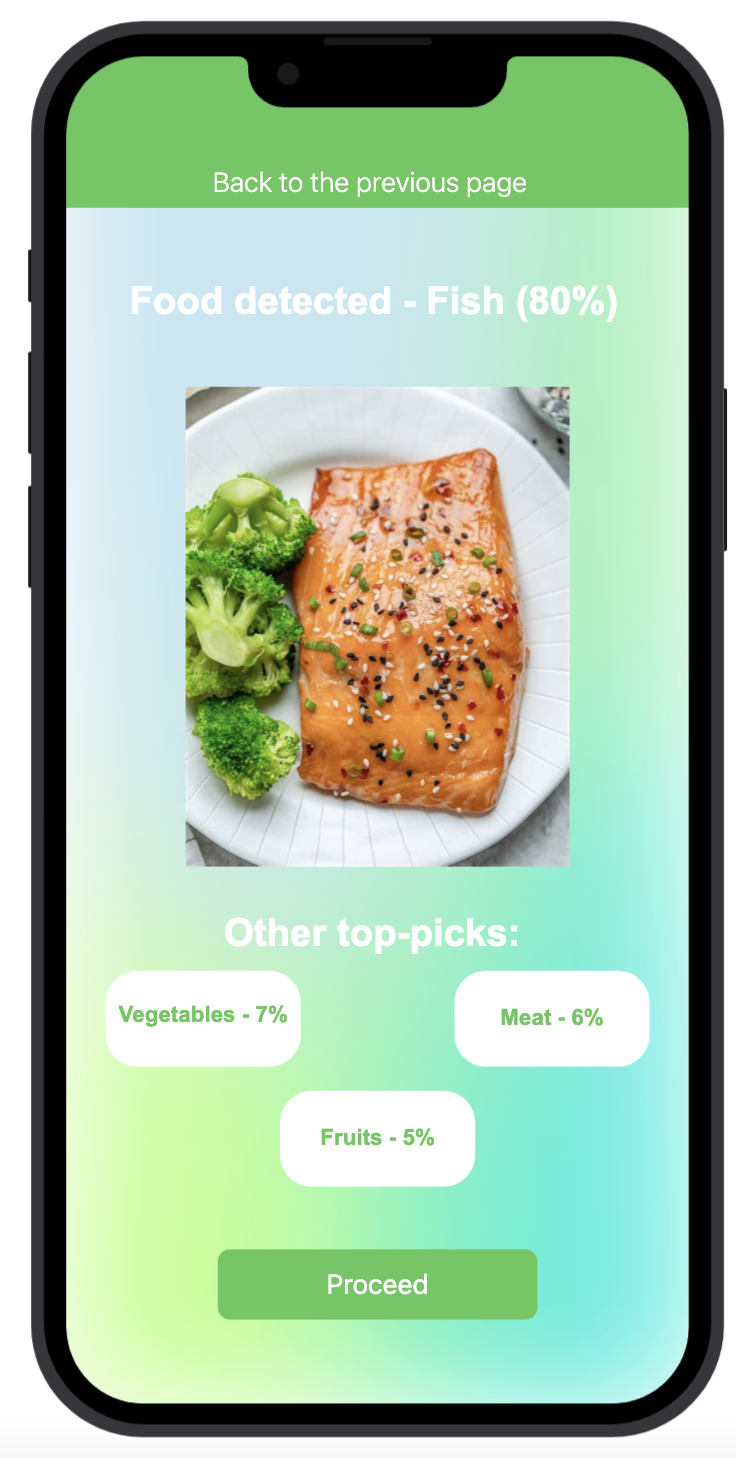 Back to the previous page
Food detected - Fish (80%)
Other top-picks:
Vegetables - 7%
Meat - 6%
Fruits - 5%
Proceed